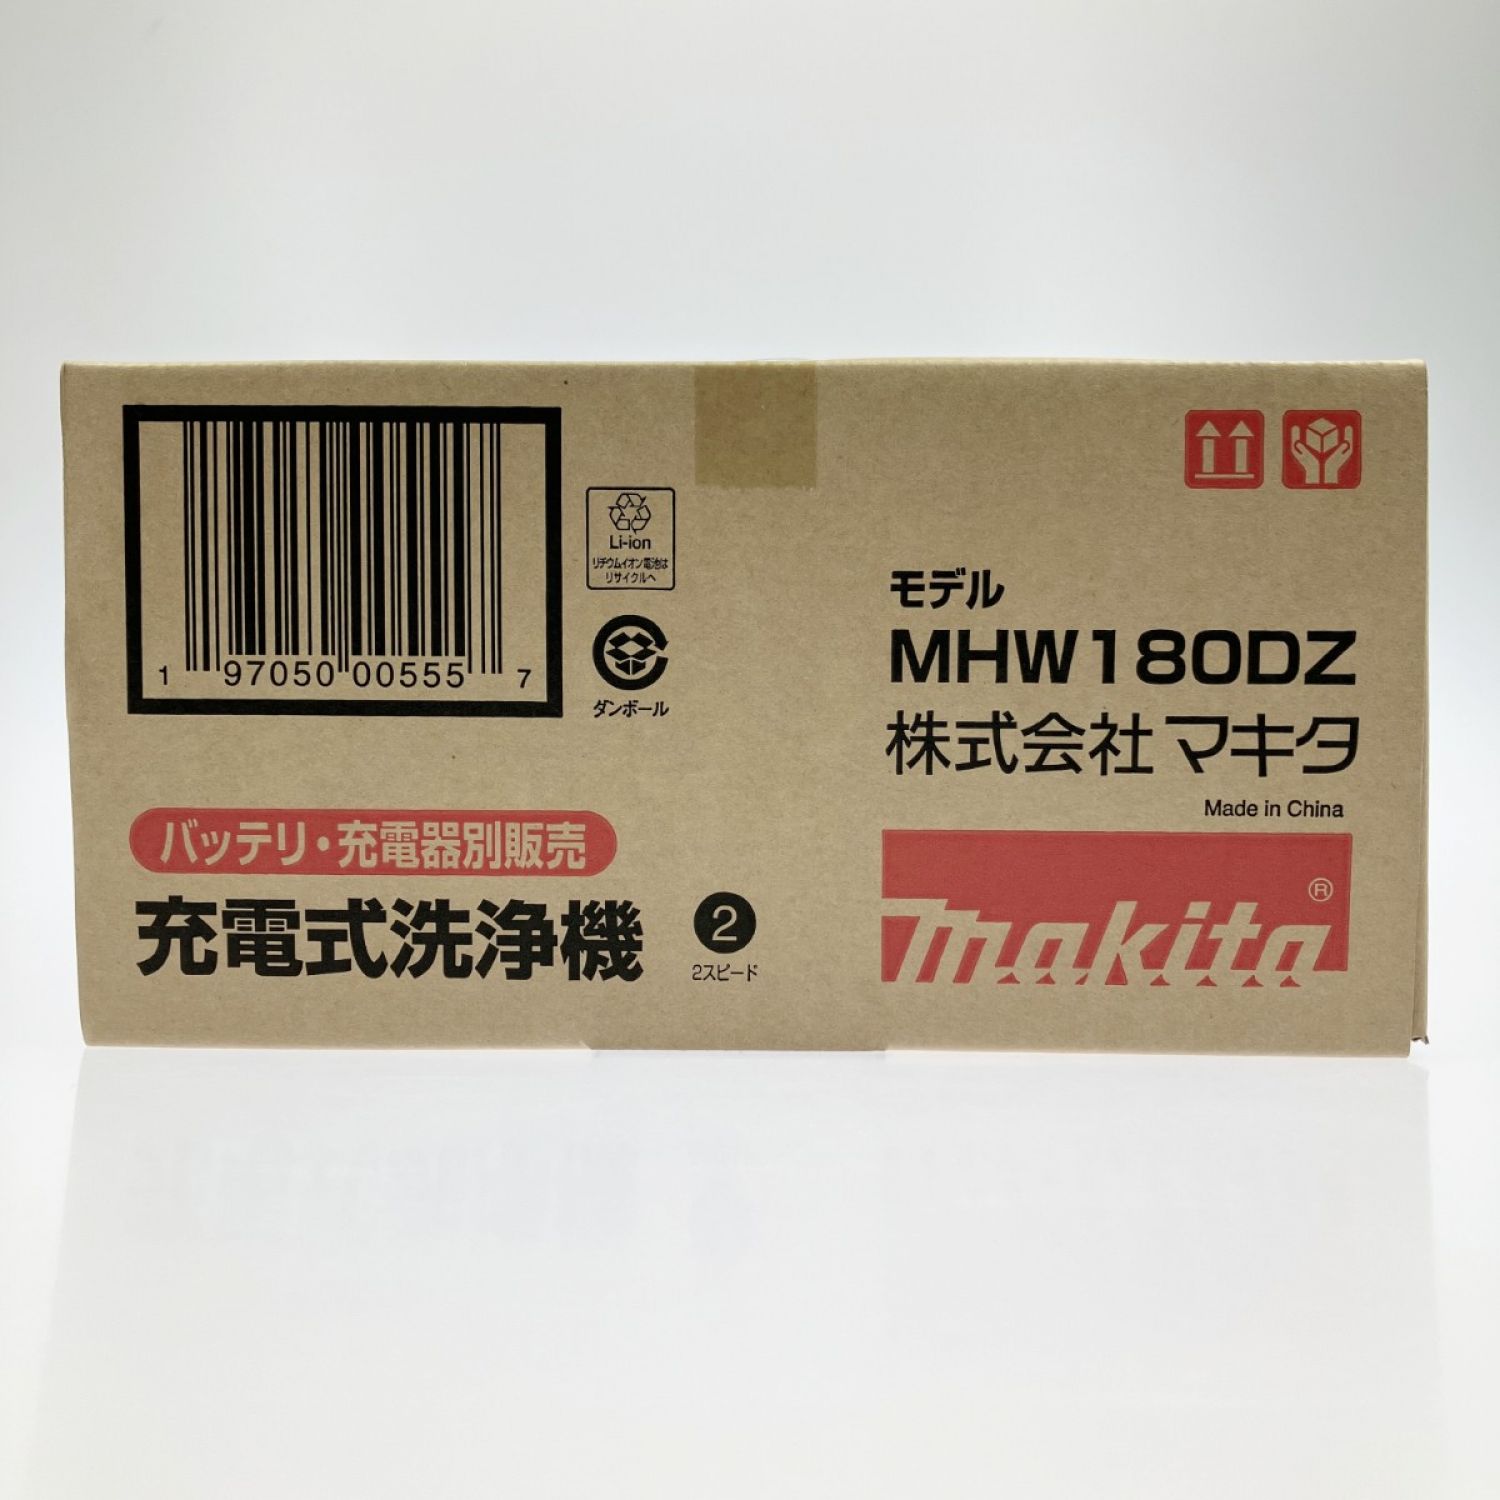 1 97050 00555 7
Li-ion
リチウムイオン電池は
リサイクルへ
ダンボール
モデル
MHW180DZ
株式会社マキタ
Made in China
バッテリ・充電器別販売
充電式洗浄機
2
2スピード
makita®